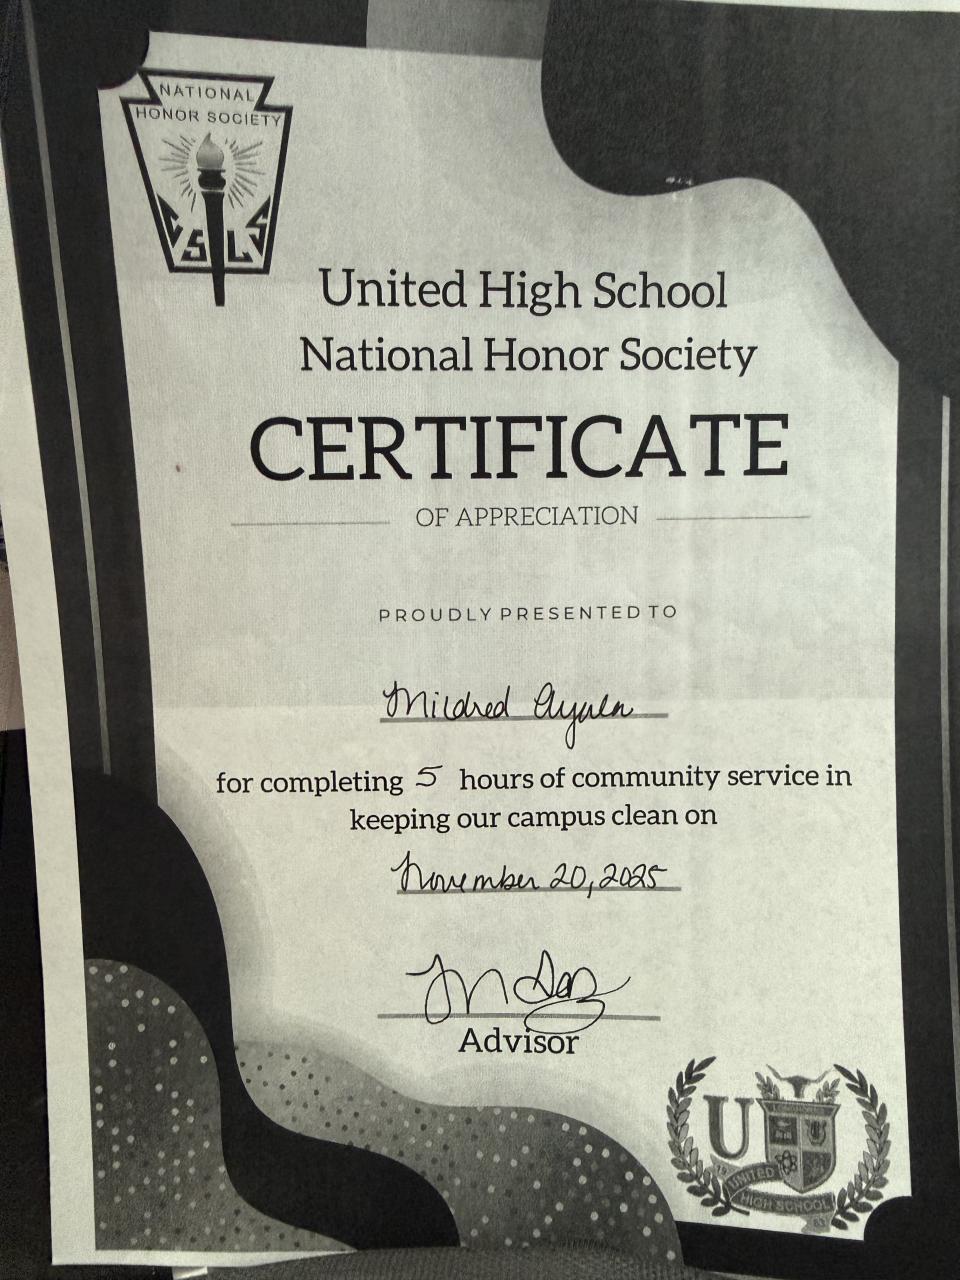 NATIONAL
HONOR SOCIETY
CSLS
United High School
National Honor Society
CERTIFICATE
OF APPRECIATION
PROUDLY PRESENTED TO
Mildred
for completing 5 hours of community service in
keeping our campus clean on
November 20, 2025
Advisor
U
UNITED
HIGH SCHOOL